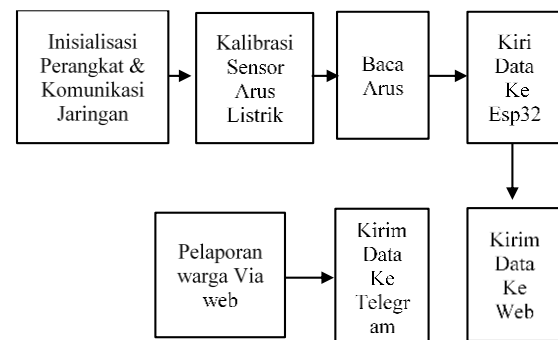 Inisialisasi
Perangkat &
Komunikasi
Jaringan
Kalibrasi
Sensor
Arus
Listrik
Baca
Arus
Kiri
Data
Ke
Esp32
Pelaporan
warga Via
web
Kirim
Data
Ke
Telegr
am
Kirim
Data
Ke
Web